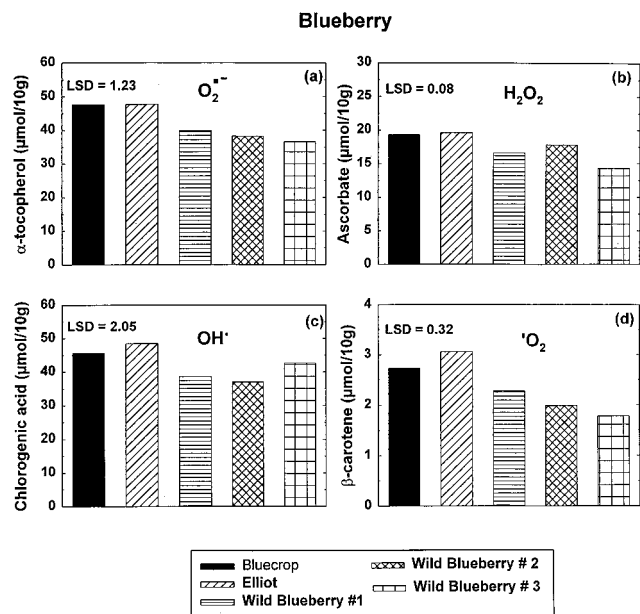 Blueberry
(a)
LSD = 1.23
O₂•⁻
α-tocopherol (μmol/10g)
60
50
40
30
20
10
0
(b)
LSD = 0.08
H₂O₂
Ascorbate (μmol/10g)
30
25
20
15
10
5
0
(c)
LSD = 2.05
OH•
Chlorogenic acid (μmol/10g)
60
50
40
30
20
10
0
(d)
LSD = 0.32
'O₂
β-carotene (μmol/10g)
4
3
2
1
0
Bluecrop
Elliot
Wild Blueberry #1
Wild Blueberry # 2
Wild Blueberry # 3